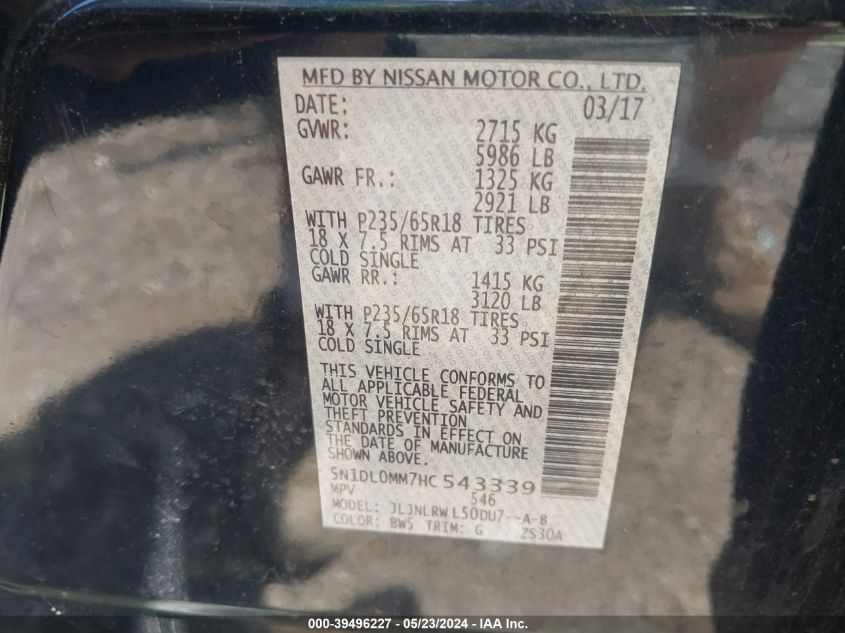 MFD BY NISSAN MOTOR CO., LTD.
DATE: 03/17
GVWR: 2715 KG
5986 LB
GAWR FR.: 1325 KG
2921 LB
WITH P235/65R18 TIRES
18 X 7.5 RIMS AT 33 PSI
COLD SINGLE
GAWR RR.: 1415 KG
3120 LB
WITH P235/65R18 TIRES
18 X 7.5 RIMS AT 33 PSI
COLD SINGLE
THIS VEHICLE CONFORMS TO
ALL APPLICABLE FEDERAL
MOTOR VEHICLE SAFETY AND
THEFT PREVENTION
STANDARDS IN EFFECT ON
THE DATE OF MANUFACTURE
SHOWN ABOVE.
5N1DL0MM7HC543339
MPV 546
MODEL: JLJNLRWL50DU7--A-B
COLOR: BW5 TRIM: G ZS30A
000-39496227 - 05/23/2024 - IAA Inc.